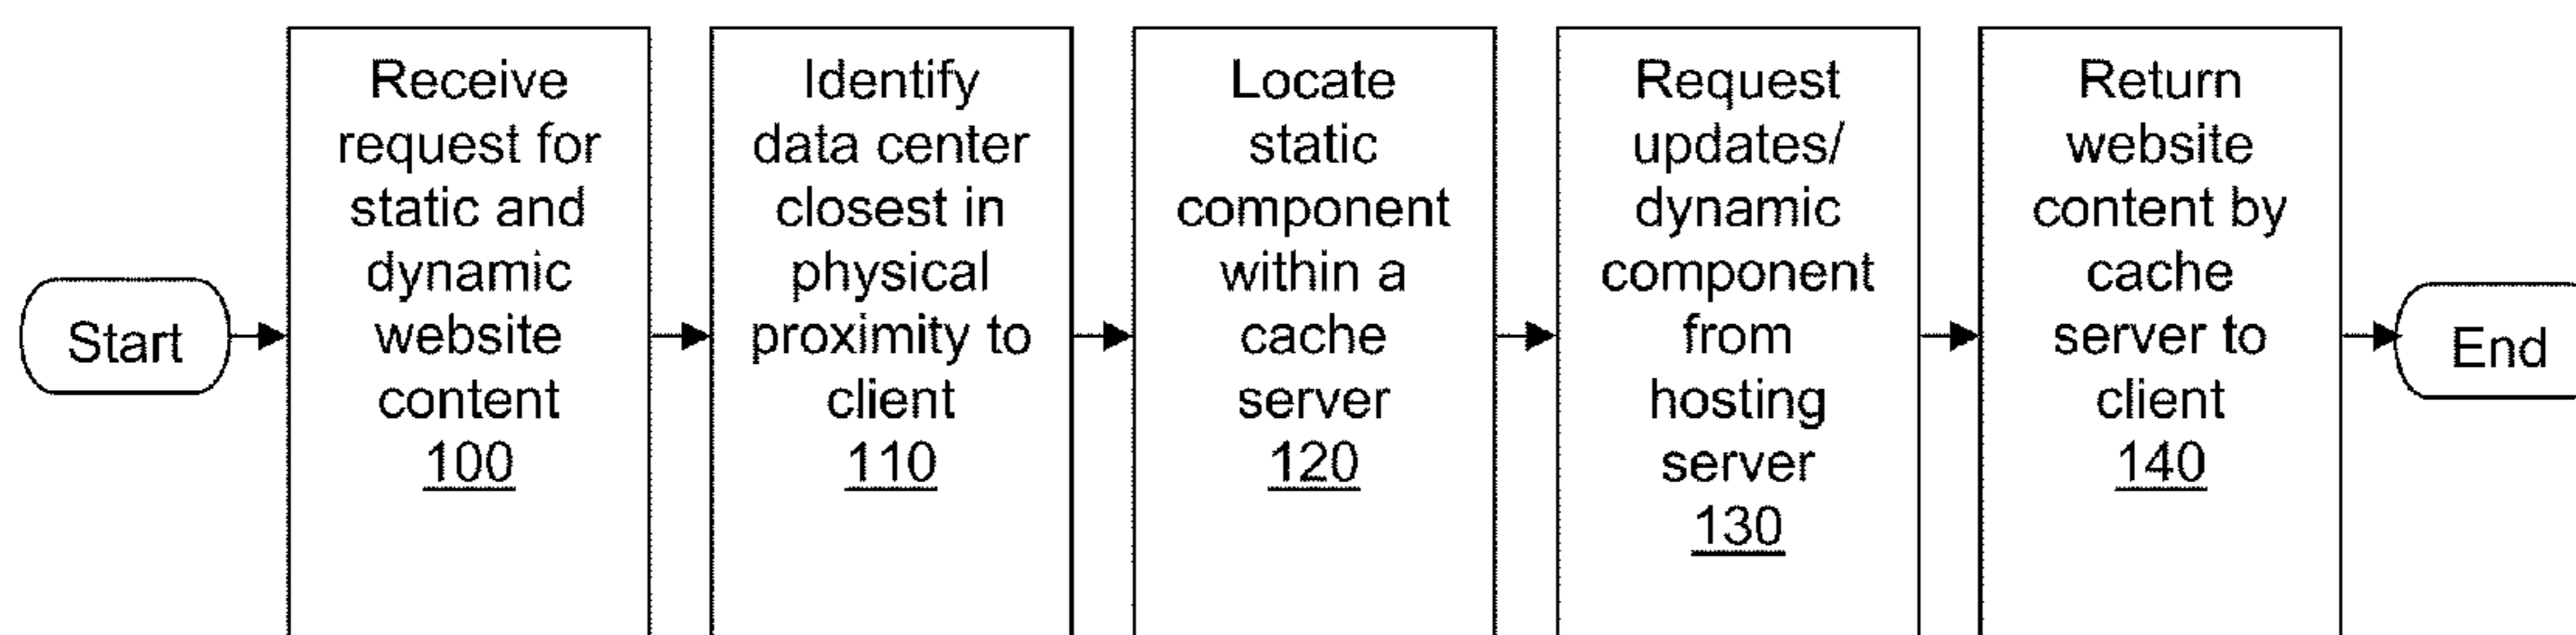 Start
Receive
request for
static and
dynamic
website
content
100
Identify
data center
closest in
physical
proximity to
client
110
Locate
static
component
within a
cache
server
120
Request
updates/
dynamic
component
from
hosting
server
130
Return
website
content by
cache
server to
client
140
End